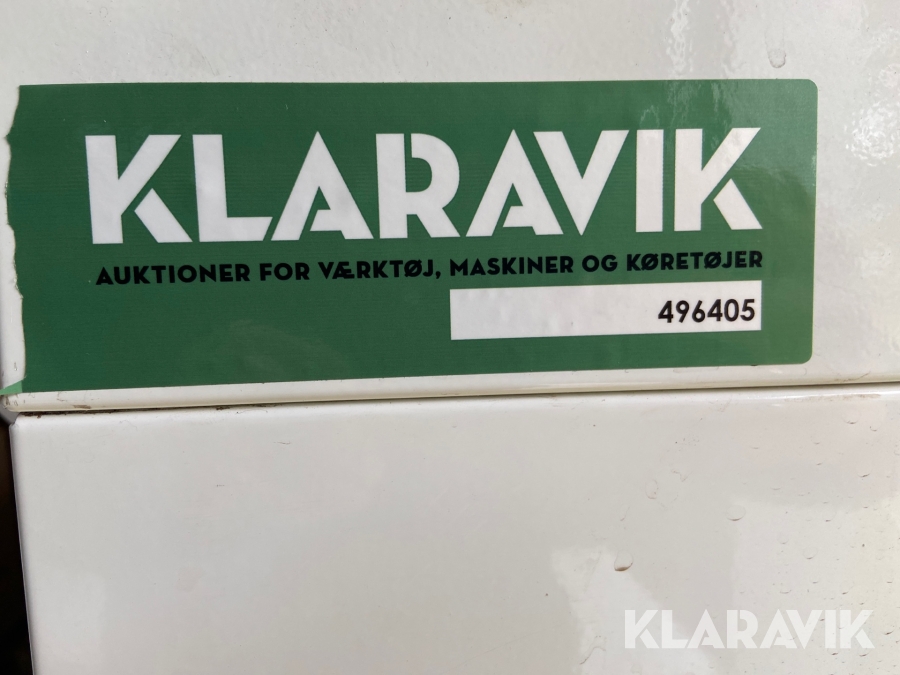 KLARAVIK
AUKTIONER FOR VÆRKTØJ, MASKINER OG KØRETØJER
496405
KLARAVIK